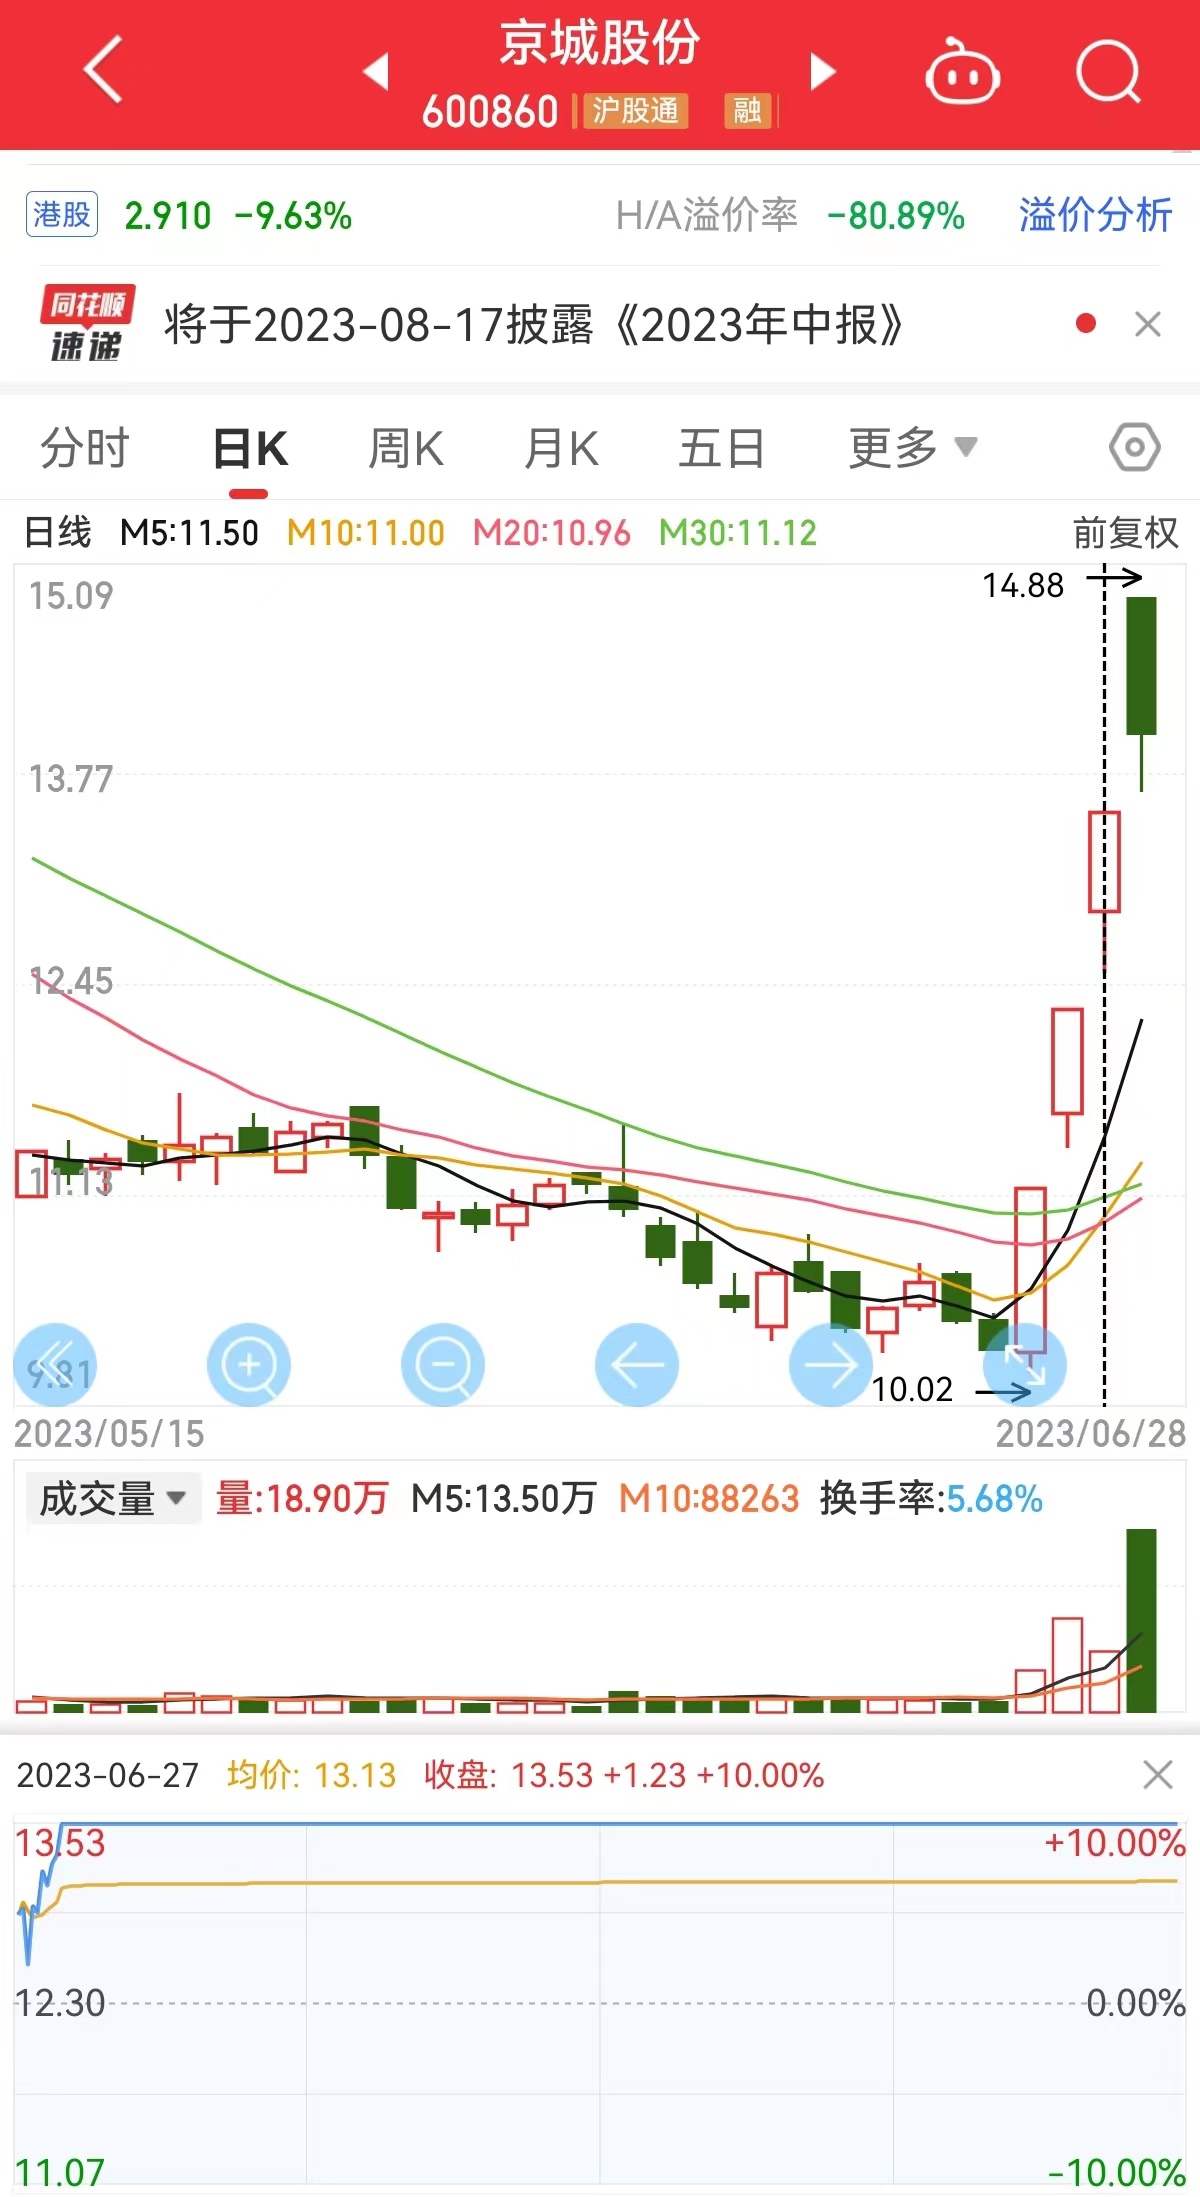 京城股份
600860 沪股通 融
港股 2.910 -9.63% H/A溢价率 -80.89% 溢价分析
同花顺
速递
将于2023-08-17披露《2023年中报》
分时 日K 周K 月K 五日 更多
日线 M5:11.50 M10:11.00 M20:10.96 M30:11.12 前复权
15.09
14.88
13.77
12.45
11.13
9.81
10.02
2023/05/15 2023/06/28
成交量 量:18.90万 M5:13.50万 M10:88263 换手率:5.68%
2023-06-27 均价: 13.13 收盘: 13.53 +1.23 +10.00%
13.53 +10.00%
12.30 0.00%
11.07 -10.00%